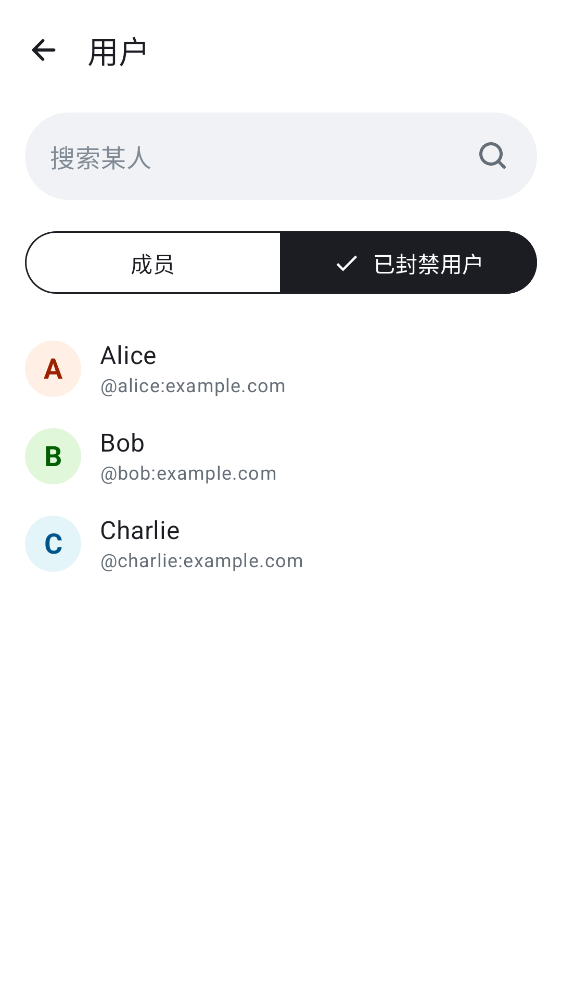 用户
搜索某人
成员
已封禁用户
A
Alice
@alice:example.com
B
Bob
@bob:example.com
C
Charlie
@charlie:example.com